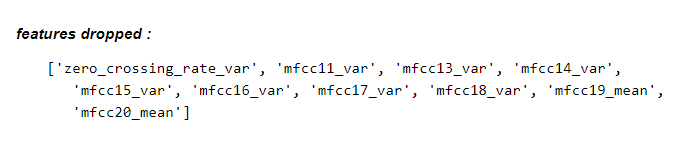 features dropped :
['zero_crossing_rate_var', 'mfcc11_var', 'mfcc13_var', 'mfcc14_var',
'mfcc15_var', 'mfcc16_var', 'mfcc17_var', 'mfcc18_var', 'mfcc19_mean',
'mfcc20_mean']